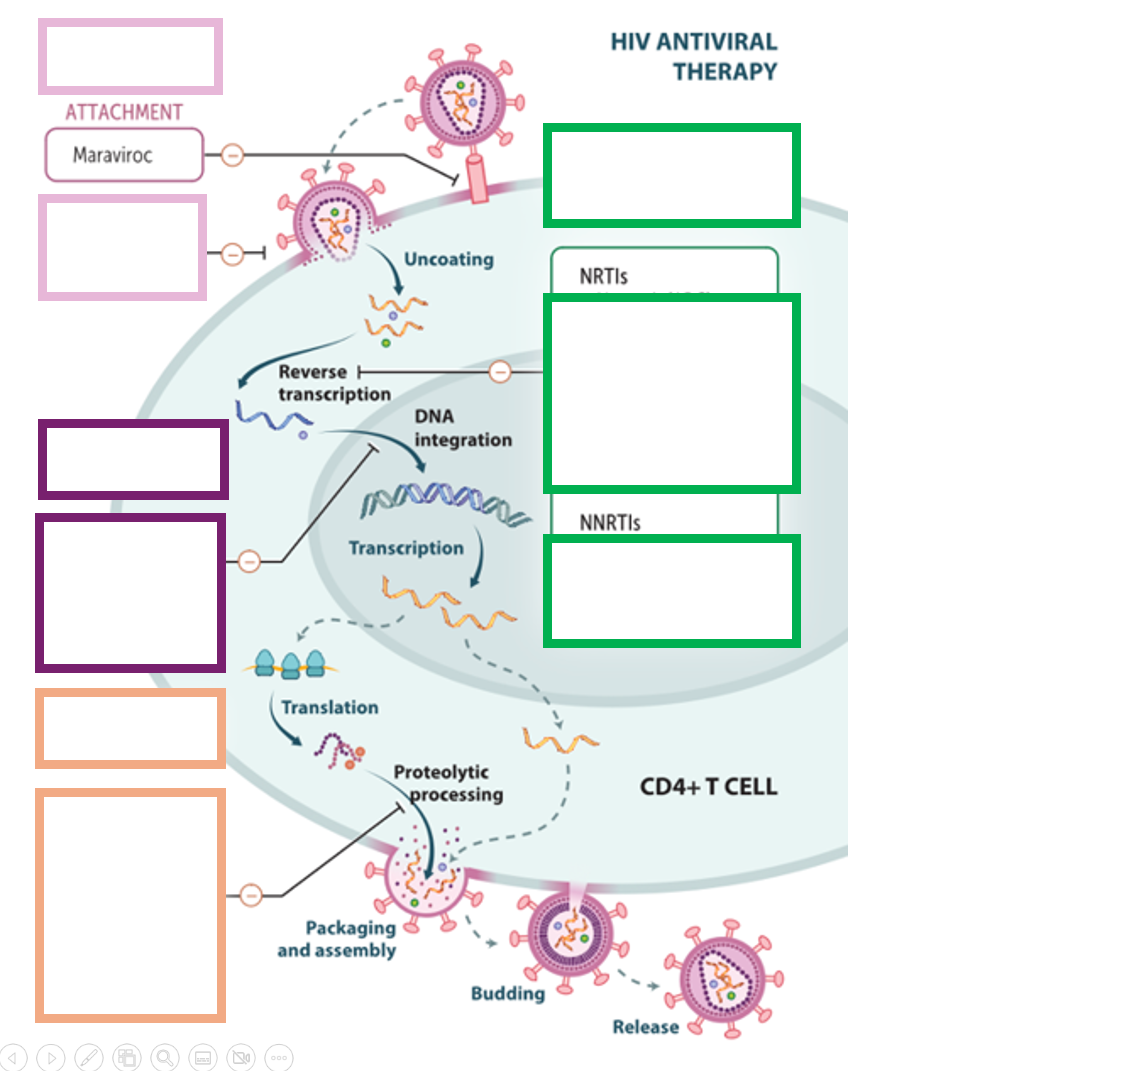 HIV ANTIVIRAL
THERAPY
ATTACHMENT
Maraviroc
Uncoating
NRTIs
Reverse
transcription
DNA
integration
NNRTIs
Transcription
Translation
Proteolytic
processing
CD4+ T CELL
Packaging
and assembly
Budding
Release